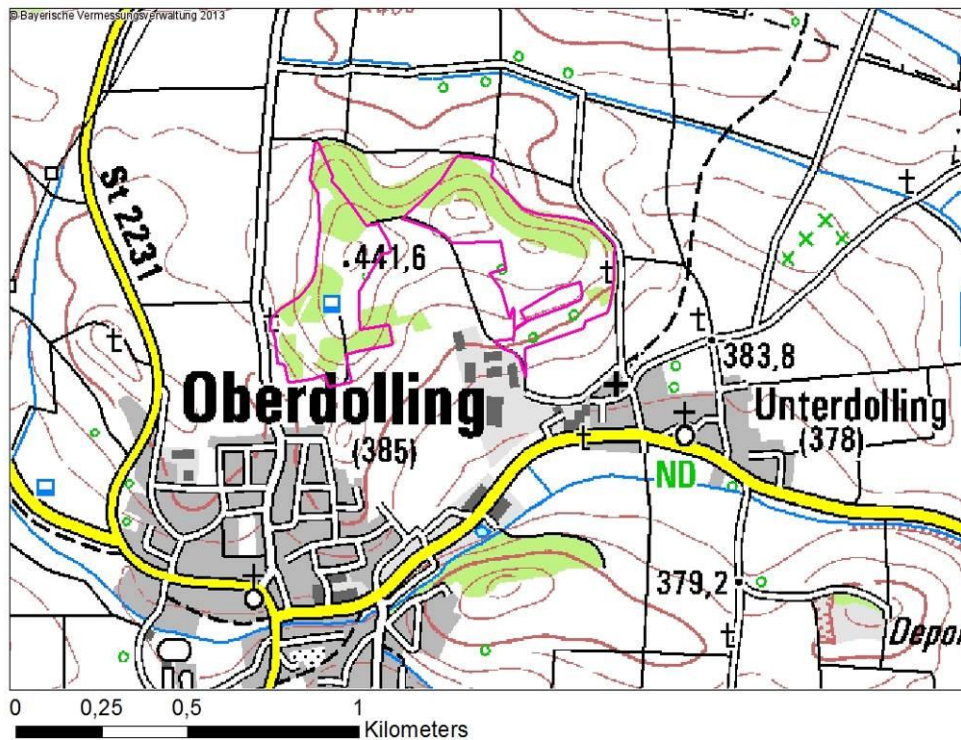 © Bayerische Vermessungsverwaltung 2013
St 2231
441,6
383,8
Oberdolling
(385)
Unterdolling
(378)
ND
379,2
Depon
0 0,25 0,5 1
Kilometers